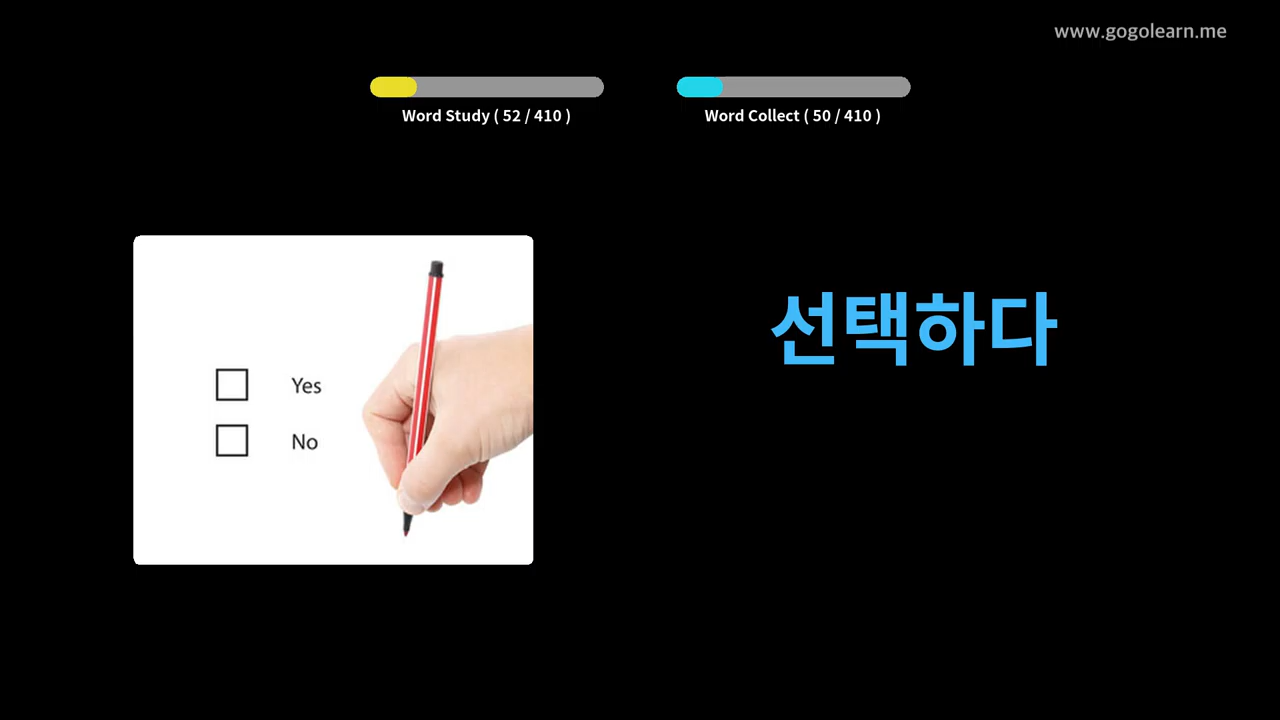 www.gogolearn.me
Word Study ( 52 / 410 )
Word Collect ( 50 / 410 )
선택하다
Yes
No